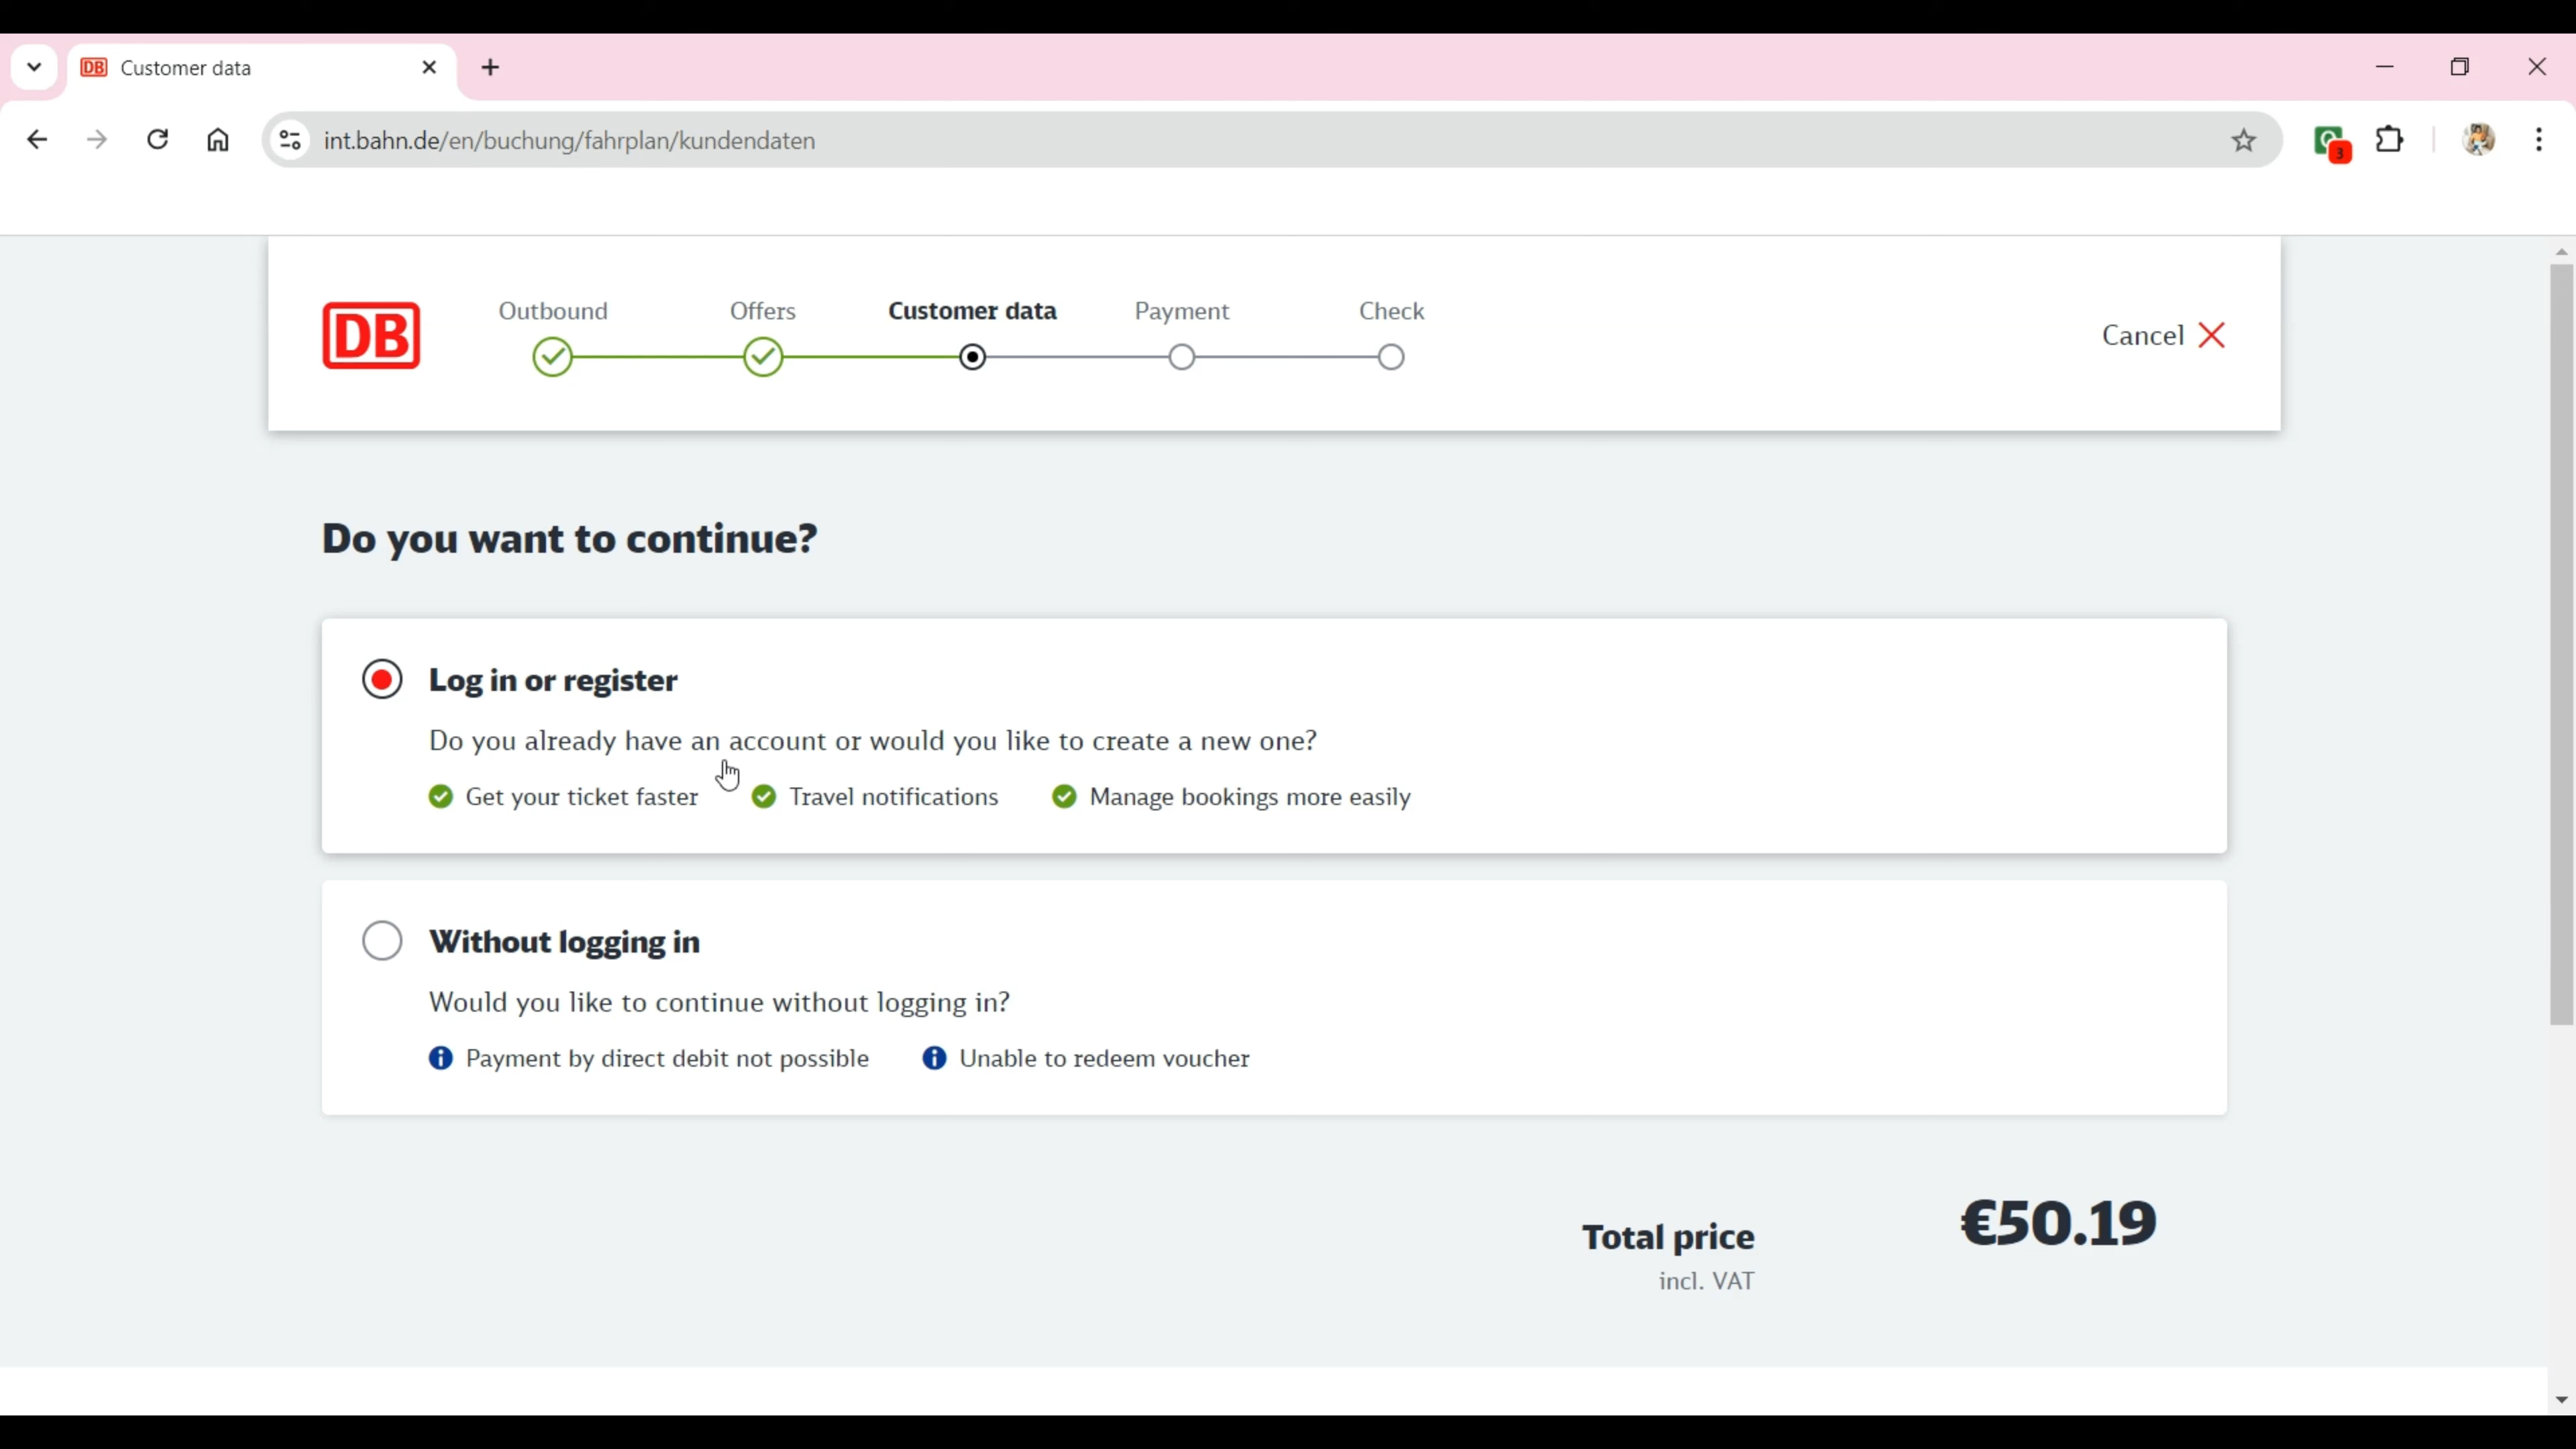 DB Customer data
int.bahn.de/en/buchung/fahrplan/kundendaten
3
DB
Outbound Offers Customer data Payment Check
Cancel
Do you want to continue?
Log in or register
Do you already have an account or would you like to create a new one?
Get your ticket faster Travel notifications Manage bookings more easily
Without logging in
Would you like to continue without logging in?
Payment by direct debit not possible Unable to redeem voucher
Total price €50.19
incl. VAT